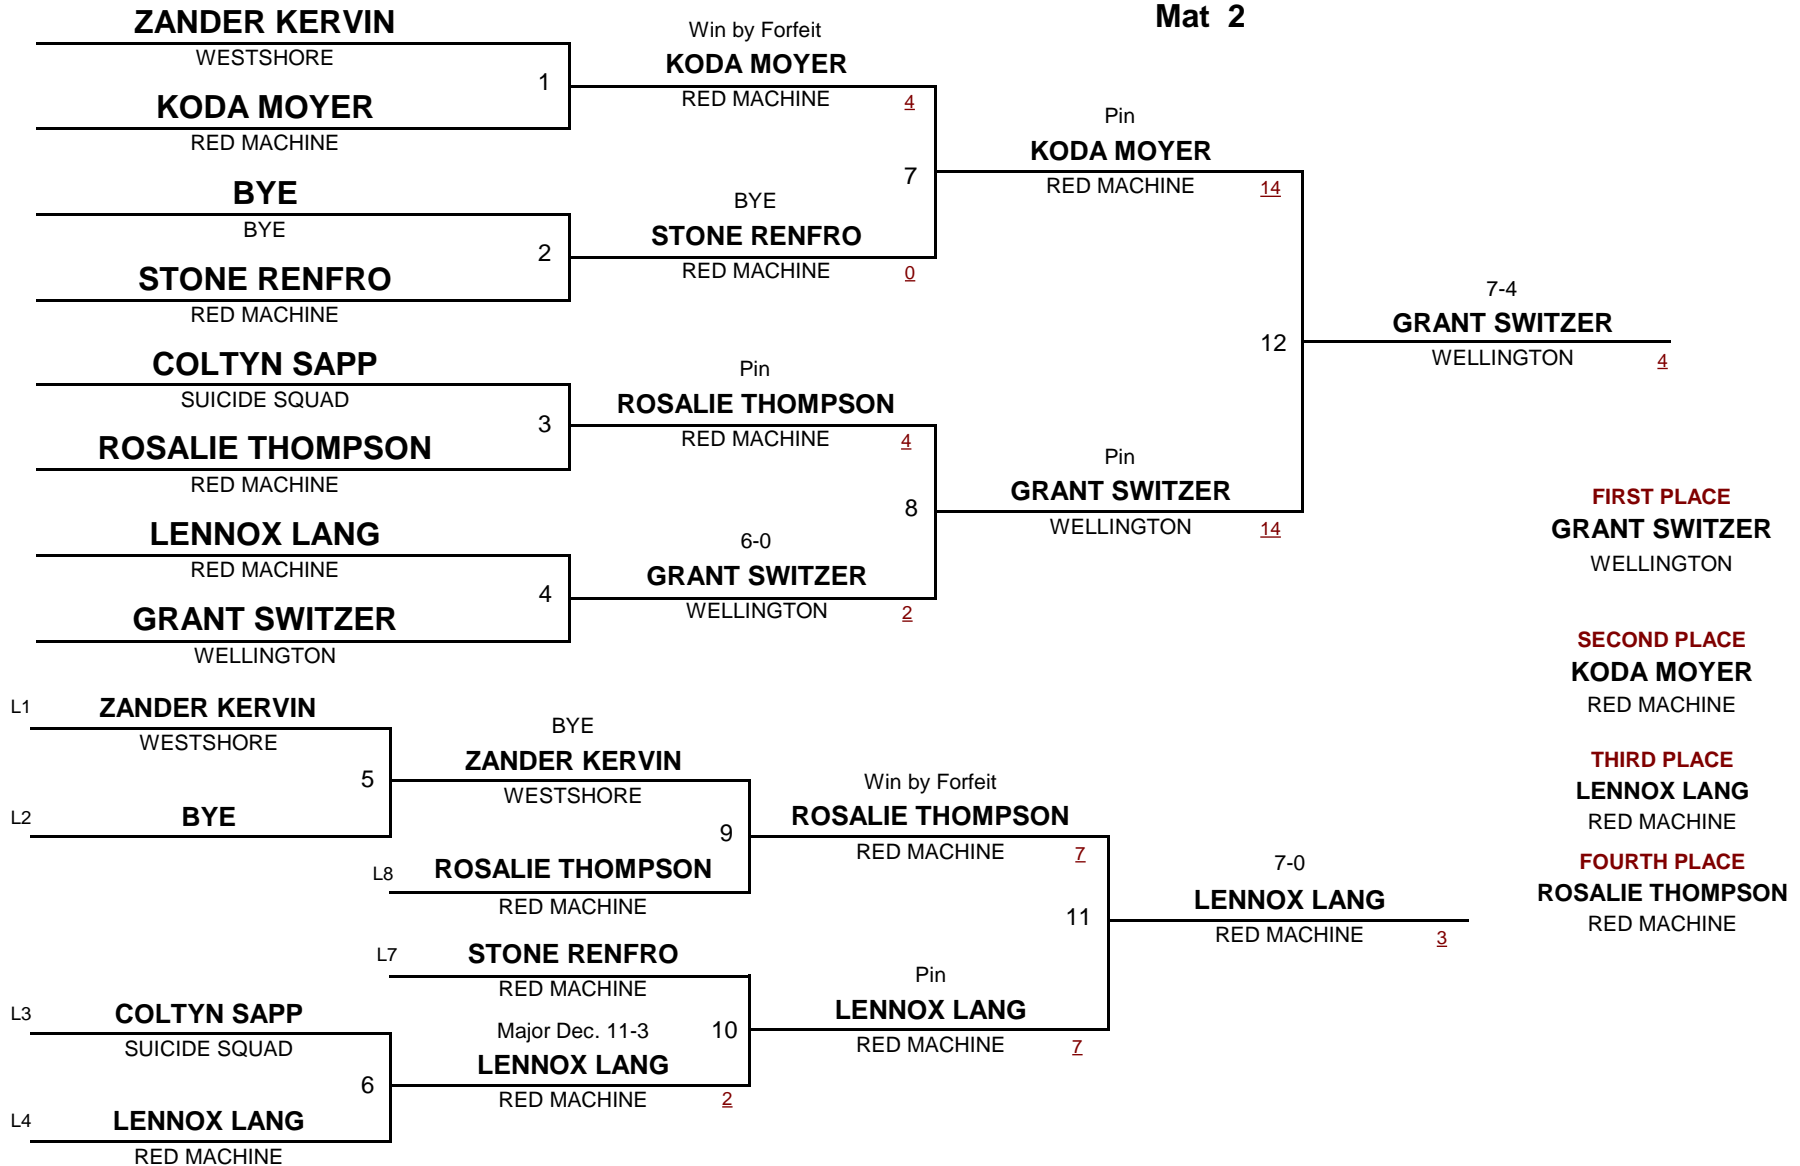 Mat 2
ZANDER KERVIN
WESTSHORE
1
KODA MOYER
RED MACHINE
Win by Forfeit
KODA MOYER
RED MACHINE
4
BYE
BYE
2
STONE RENFRO
RED MACHINE
BYE
STONE RENFRO
RED MACHINE
0
7
Pin
KODA MOYER
RED MACHINE
14
COLTYN SAPP
SUICIDE SQUAD
3
ROSALIE THOMPSON
RED MACHINE
Pin
ROSALIE THOMPSON
RED MACHINE
4
LENNOX LANG
RED MACHINE
4
GRANT SWITZER
WELLINGTON
6-0
GRANT SWITZER
WELLINGTON
2
8
Pin
GRANT SWITZER
WELLINGTON
14
12
7-4
GRANT SWITZER
WELLINGTON
4
FIRST PLACE
GRANT SWITZER
WELLINGTON
SECOND PLACE
KODA MOYER
RED MACHINE
THIRD PLACE
LENNOX LANG
RED MACHINE
FOURTH PLACE
ROSALIE THOMPSON
RED MACHINE
L1
ZANDER KERVIN
WESTSHORE
5
L2
BYE
BYE
ZANDER KERVIN
WESTSHORE
9
L8
ROSALIE THOMPSON
RED MACHINE
Win by Forfeit
ROSALIE THOMPSON
RED MACHINE
7
L7
STONE RENFRO
RED MACHINE
L3
COLTYN SAPP
SUICIDE SQUAD
6
L4
LENNOX LANG
RED MACHINE
Major Dec. 11-3
LENNOX LANG
RED MACHINE
2
10
Pin
LENNOX LANG
RED MACHINE
7
11
7-0
LENNOX LANG
RED MACHINE
3